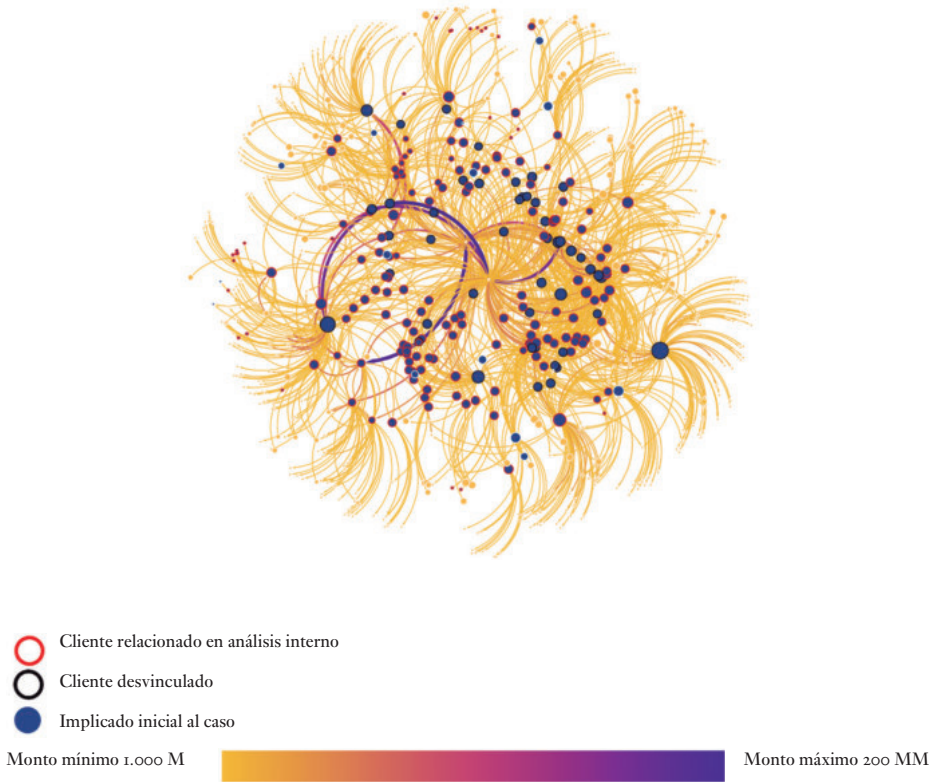 Cliente relacionado en análisis interno
Cliente desvinculado
Implicado inicial al caso
Monto mínimo 1.000 M
Monto máximo 200 MM